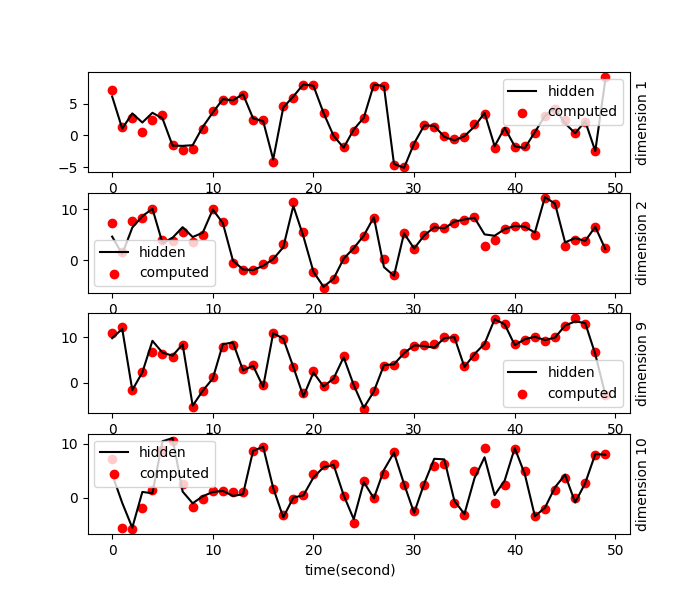 5
0
−5
0 10 20 30 40 50
hidden
computed
dimension 1
10
0
0 10 20 30 40 50
hidden
computed
dimension 2
10
0
0 10 20 30 40 50
hidden
computed
dimension 9
10
0
0 10 20 30 40 50
hidden
computed
dimension 10
time(second)